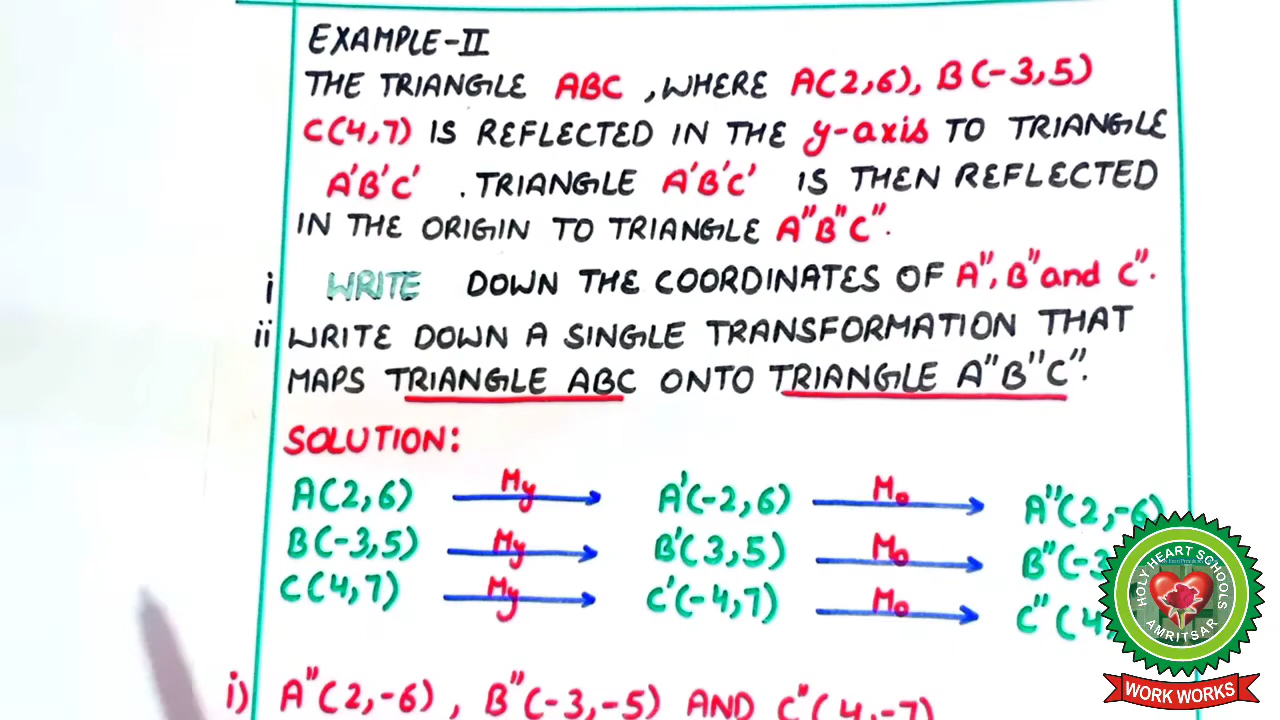 EXAMPLE-II
THE TRIANGLE ABC, WHERE A(2,6), B(-3,5)
C(4,7) IS REFLECTED IN THE y-axis TO TRIANGLE
A'B'C'. TRIANGLE A'B'C' IS THEN REFLECTED
IN THE ORIGIN TO TRIANGLE A"B"C".
i WRITE DOWN THE COORDINATES OF A", B" and C".
ii WRITE DOWN A SINGLE TRANSFORMATION THAT
MAPS TRIANGLE ABC ONTO TRIANGLE A"B"C".
SOLUTION:
A(2,6) My A'(-2,6) Mo A"(2,-6)
B(-3,5) My B'(3,5) Mo B"(-3
C(4,7) My C'(-4,7) Mo C"(4,
i) A"(2,-6), B"(-3,-5) AND C"(4,-7)
HOLY HEART SCHOOLS
AMRITSAR
WORK WORKS